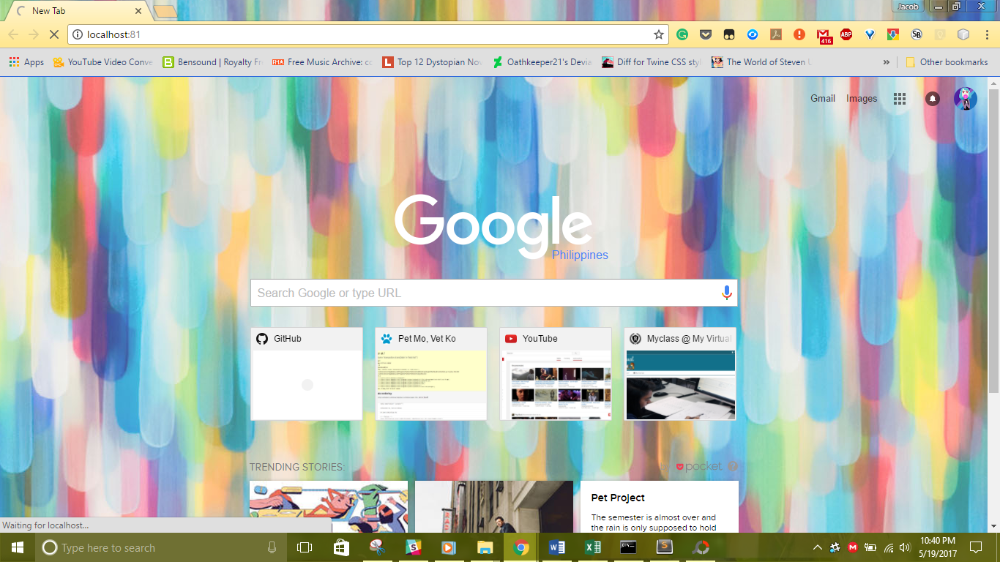 New Tab
Jacob
localhost:81
416
ABP
SB
Apps
YouTube Video Conve
Bensound | Royalty Fr
Free Music Archive: co
Top 12 Dystopian Nov
Oathkeeper21's Devia
Diff for Twine CSS styl
The World of Steven U
»
Other bookmarks
Gmail
Images
Google
Philippines
Search Google or type URL
GitHub
Pet Mo, Vet Ko
YouTube
Myclass @ My Virtual
TRENDING STORIES:
by pocket ?
Pet Project
The semester is almost over and
the rain is only supposed to hold
Waiting for localhost...
Type here to search
10:40 PM
5/19/2017